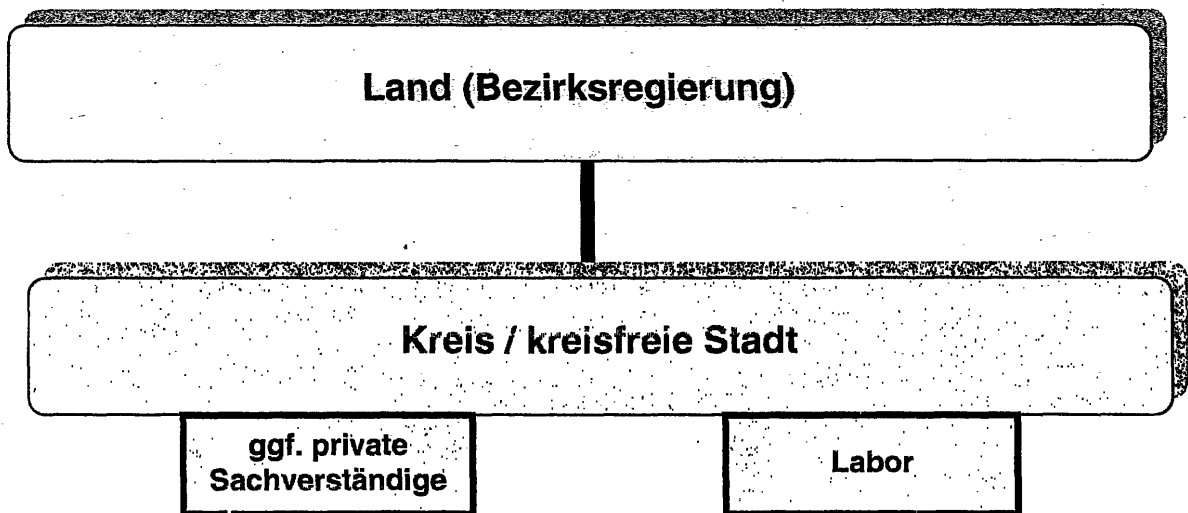 Land (Bezirksregierung)
Kreis / kreisfreie Stadt
ggf. private
Sachverständige
Labor